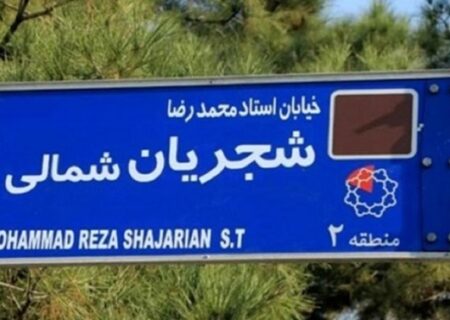 خیابان استاد محمد رضا
شجریان شمالی
OHAMMAD REZA SHAJARIAN S.T
منطقه ۲